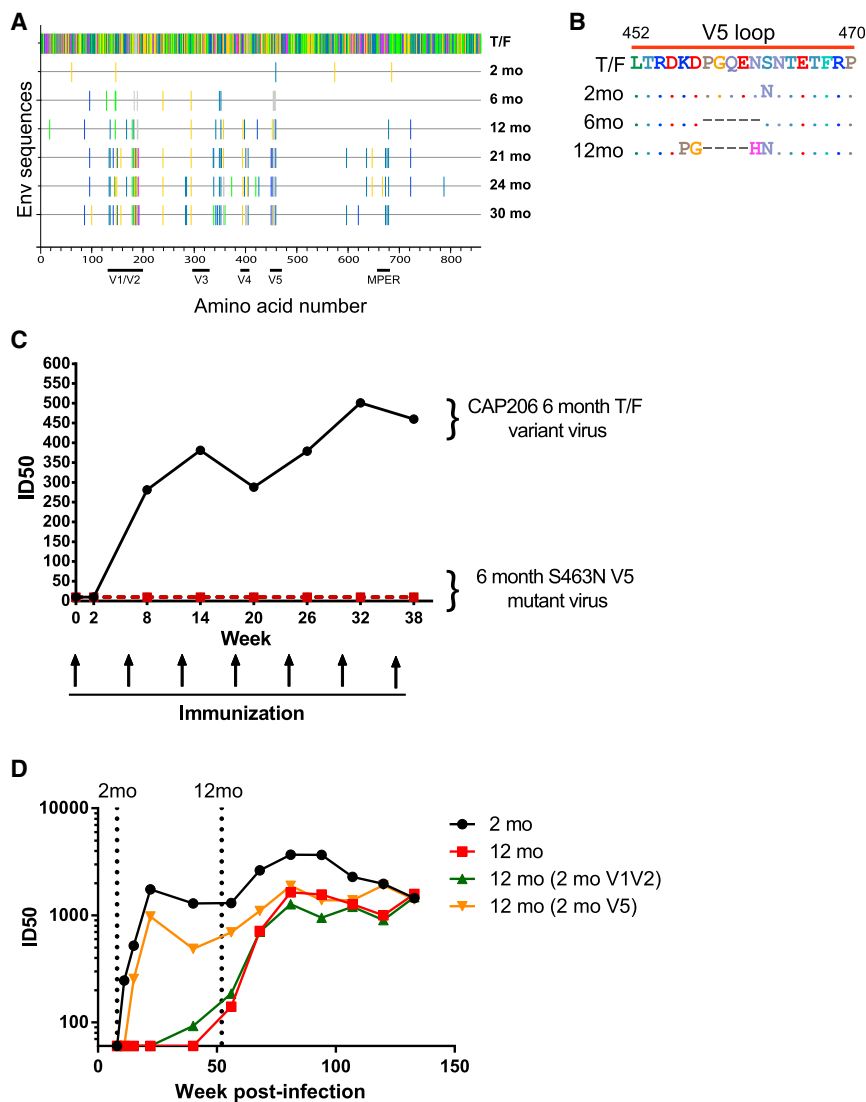 A
T/F
2 mo
6 mo
12 mo
21 mo
24 mo
30 mo
Env sequences
0 100 200 300 400 500 600 700 800
V1/V2 V3 V4 V5 MPER
Amino acid number
B
452 V5 loop 470
T/F LTRDKDPGQENSNTETFRP
2mo ...........N.......
6mo ......-----........
12mo ....PG----HN.......
C
600
550
500
450
400
350
300
250
200
150
100
50
0
ID50
0 2 8 14 20 26 32 38
Week
Immunization
} CAP206 6 month T/F
variant virus
} 6 month S463N V5
mutant virus
D
2mo 12mo
10000
1000
100
ID50
0 50 100 150
Week post-infection
2 mo
12 mo
12 mo (2 mo V1V2)
12 mo (2 mo V5)